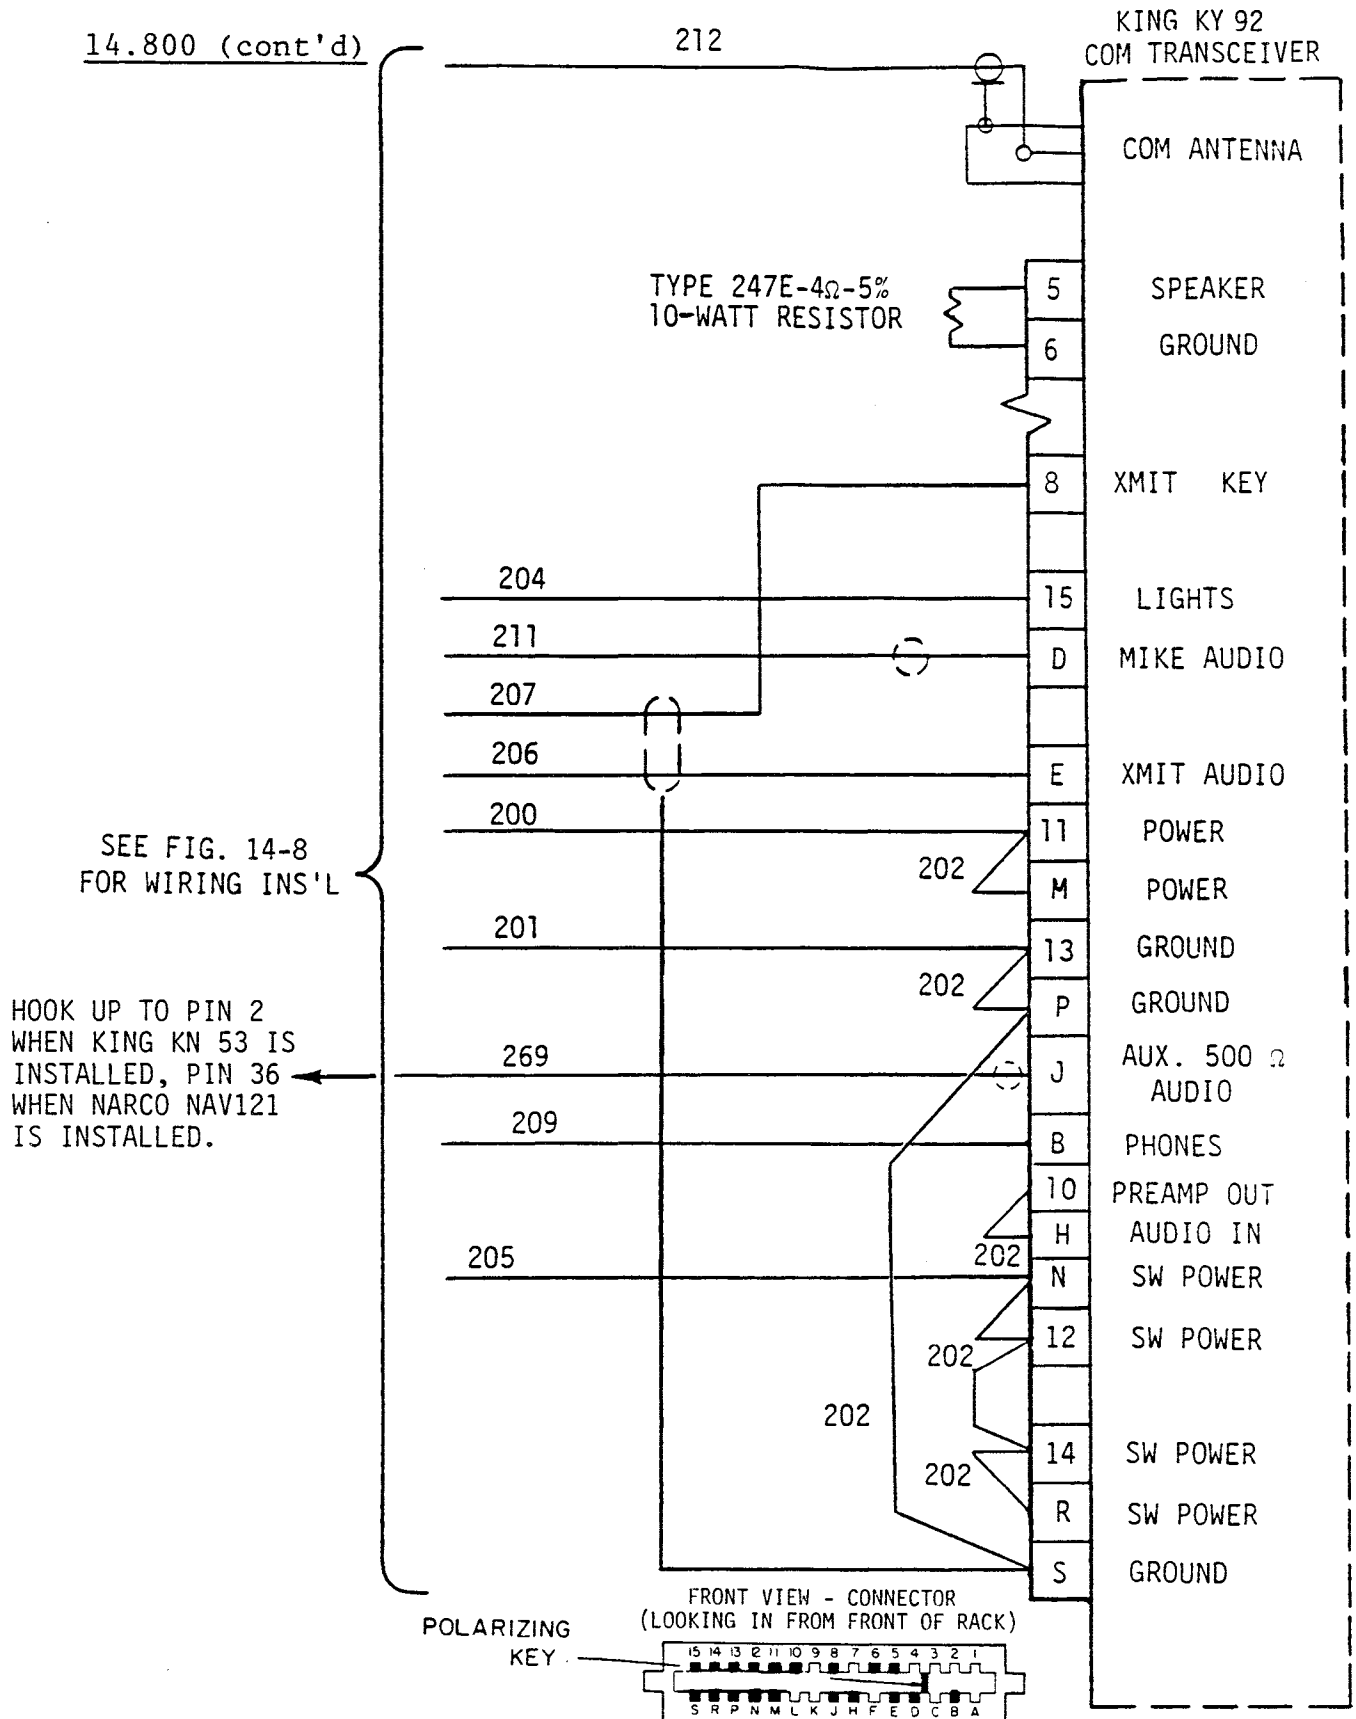 14.800 (cont'd)
212
KING KY 92
COM TRANSCEIVER
COM ANTENNA
TYPE 247E-4Ω-5%
10-WATT RESISTOR
5 SPEAKER
6 GROUND
8 XMIT KEY
204
15 LIGHTS
211
D MIKE AUDIO
207
206
E XMIT AUDIO
200
11 POWER
202
M POWER
SEE FIG. 14-8
FOR WIRING INS'L
201
13 GROUND
202
P GROUND
HOOK UP TO PIN 2
WHEN KING KN 53 IS
INSTALLED, PIN 36
WHEN NARCO NAV121
IS INSTALLED.
269
J AUX. 500 Ω
AUDIO
209
B PHONES
10 PREAMP OUT
H AUDIO IN
202
205
N SW POWER
12 SW POWER
202
202
14 SW POWER
202
R SW POWER
S GROUND
FRONT VIEW - CONNECTOR
(LOOKING IN FROM FRONT OF RACK)
POLARIZING
KEY
15 14 13 12 11 10 9 8 7 6 5 4 3 2 1
S R P N M L K J H F E D C B A